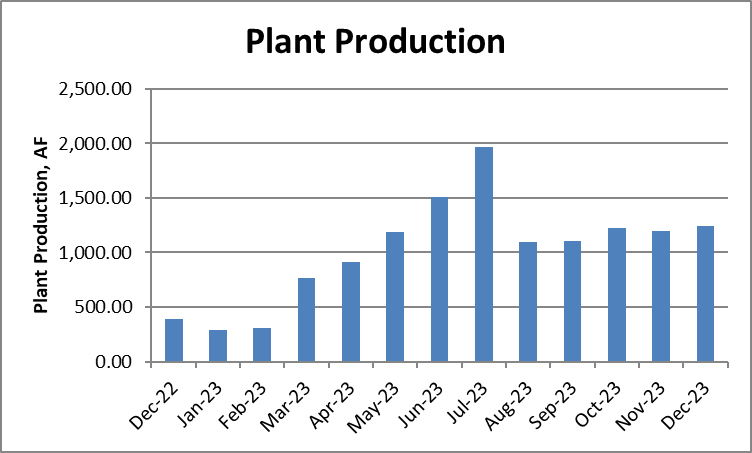 Plant Production
Plant Production, AF
2,500.00
2,000.00
1,500.00
1,000.00
500.00
0.00
Dec-22
Jan-23
Feb-23
Mar-23
Apr-23
May-23
Jun-23
Jul-23
Aug-23
Sep-23
Oct-23
Nov-23
Dec-23